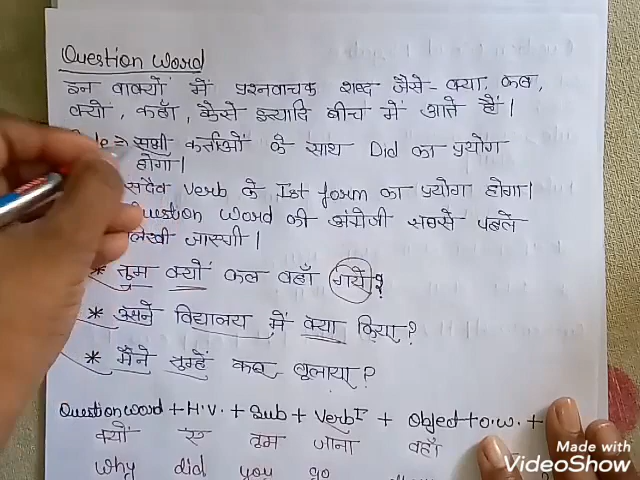 Question Word
इन वाक्यों में प्रश्नवाचक शब्द जैसे- क्या, कब,
क्यों, कहाँ, कैसे इत्यादि बीच में आते हैं।
⇒ सभी कर्त्ताओं के साथ Did का प्रयोग
होगा।
सदैव verb के Ist form का प्रयोग होगा।
Question Word की अंग्रेजी सबसे पहले
लिखी जाएगी।
* तुम क्यों कल वहाँ गये?
* उसने विद्यालय में क्या किया?
* मैंने तुम्हें कब बुलाया?
Question word + H.V. + Sub + Verb I + Object + O.W. +
क्यों ए तुम जाना वहाँ
Why did you go
Made with
VideoShow